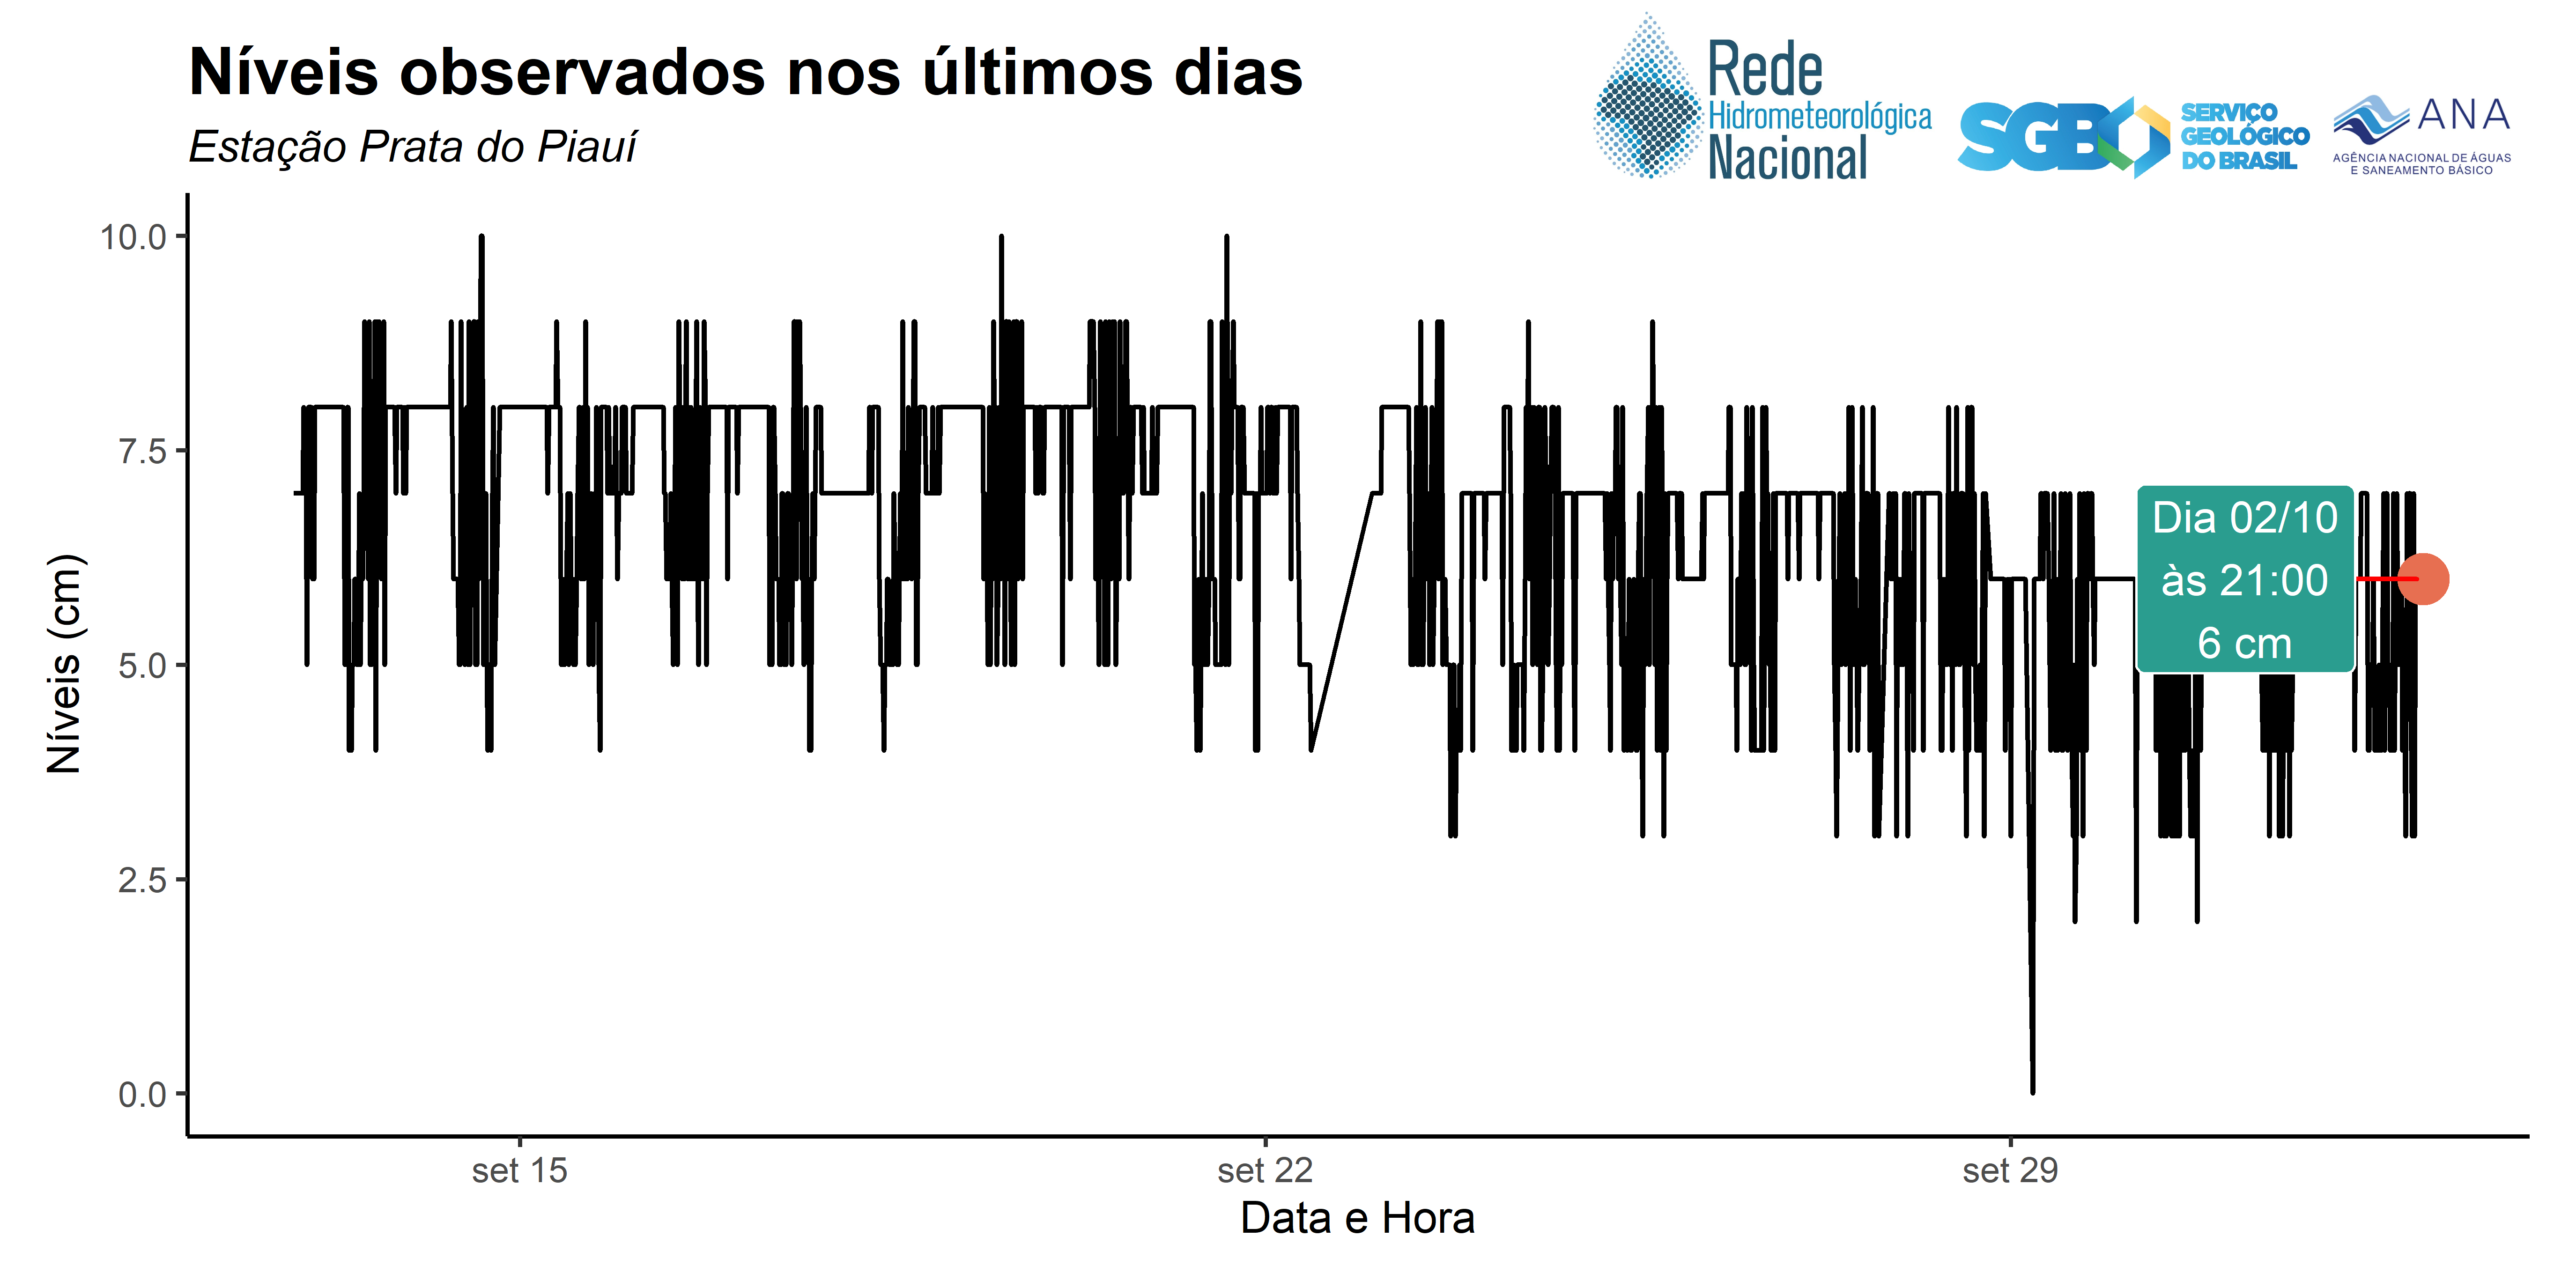 Níveis observados nos últimos dias
Estação Prata do Piauí
Rede
Hidrometeorológica
Nacional
SGB
SERVIÇO
GEOLÓGICO
DO BRASIL
ANA
AGÊNCIA NACIONAL DE ÁGUAS
E SANEAMENTO BÁSICO
Níveis (cm)
10.0
7.5
5.0
2.5
0.0
Dia 02/10
às 21:00
6 cm
set 15
set 22
set 29
Data e Hora